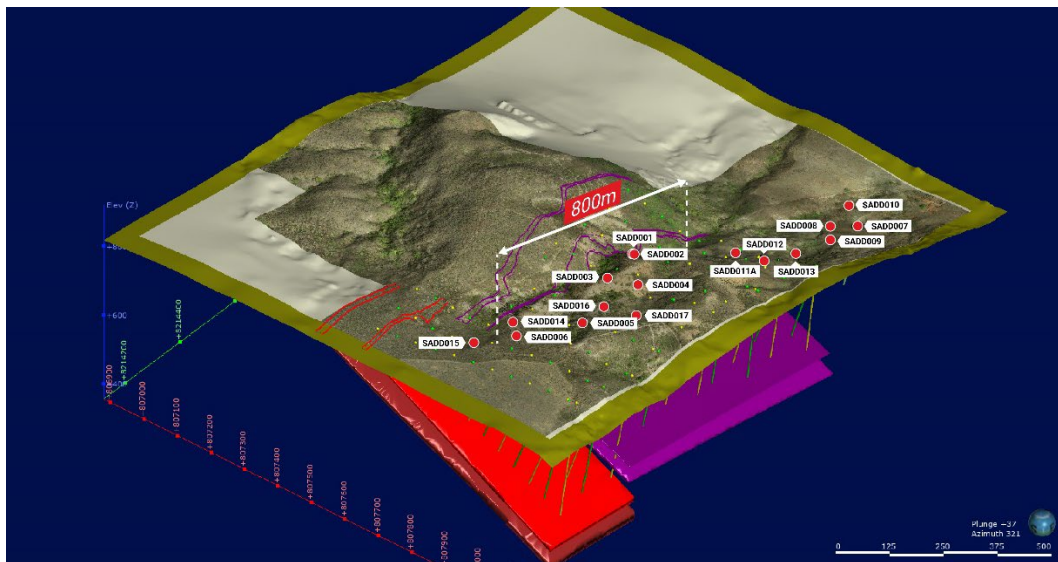 Elev (Z)
+600
+8214400
+8214200
+807000
+807100
+807200
+807300
+807400
+807500
+807600
+807700
+807800
+807900
800m
SADD001
SADD002
SADD003
SADD004
SADD016
SADD014
SADD005
SADD017
SADD015
SADD006
SADD010
SADD008
SADD007
SADD009
SADD012
SADD011A
SADD013
Plunge −37
Azimuth 321
0 125 250 375 500